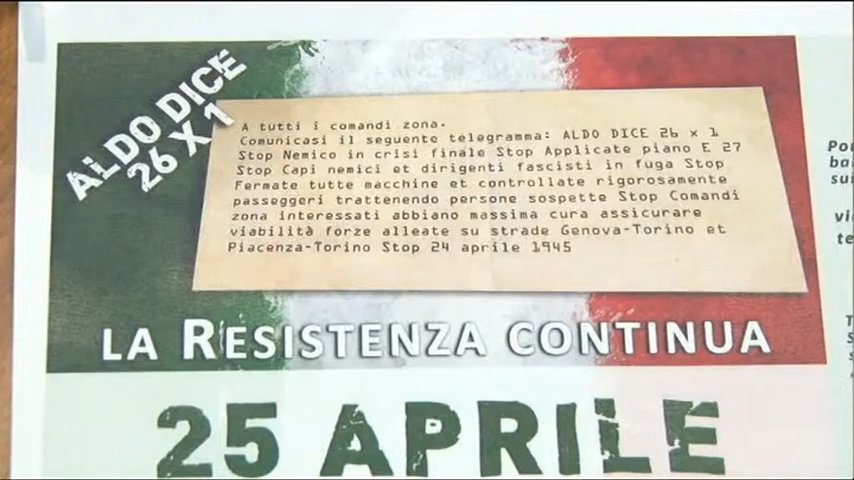 ALDO DICE
26 X 1
A tutti i comandi zona.
Comunicasi il seguente telegramma: ALDO DICE 26 x 1
Stop Nemico in crisi finale Stop Applicate piano E 27
Stop Capi nemici et dirigenti fascisti in fuga Stop
Fermate tutte macchine et controllate rigorosamente
passeggeri trattenendo persone sospette Stop Comandi
zona interessati abbiano massima cura assicurare
viabilità forze alleate su strade Genova-Torino et
Piacenza-Torino Stop 24 aprile 1945
LA RESISTENZA CONTINUA
25 APRILE